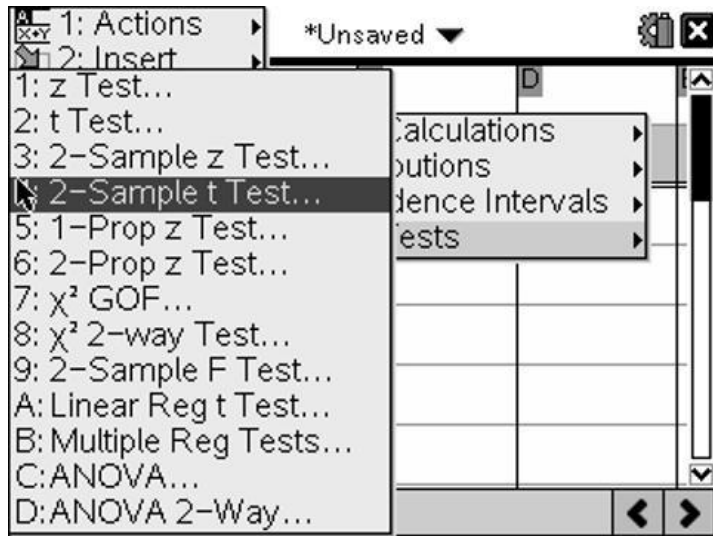 1: Actions
2: Insert
*Unsaved
D
1: z Test...
2: t Test...
3: 2-Sample z Test...
2-Sample t Test...
5: 1-Prop z Test...
6: 2-Prop z Test...
7: χ² GOF...
8: χ² 2-way Test...
9: 2-Sample F Test...
A: Linear Reg t Test...
B: Multiple Reg Tests...
C:ANOVA...
D:ANOVA 2-Way...
Calculations
butions
dence Intervals
ests